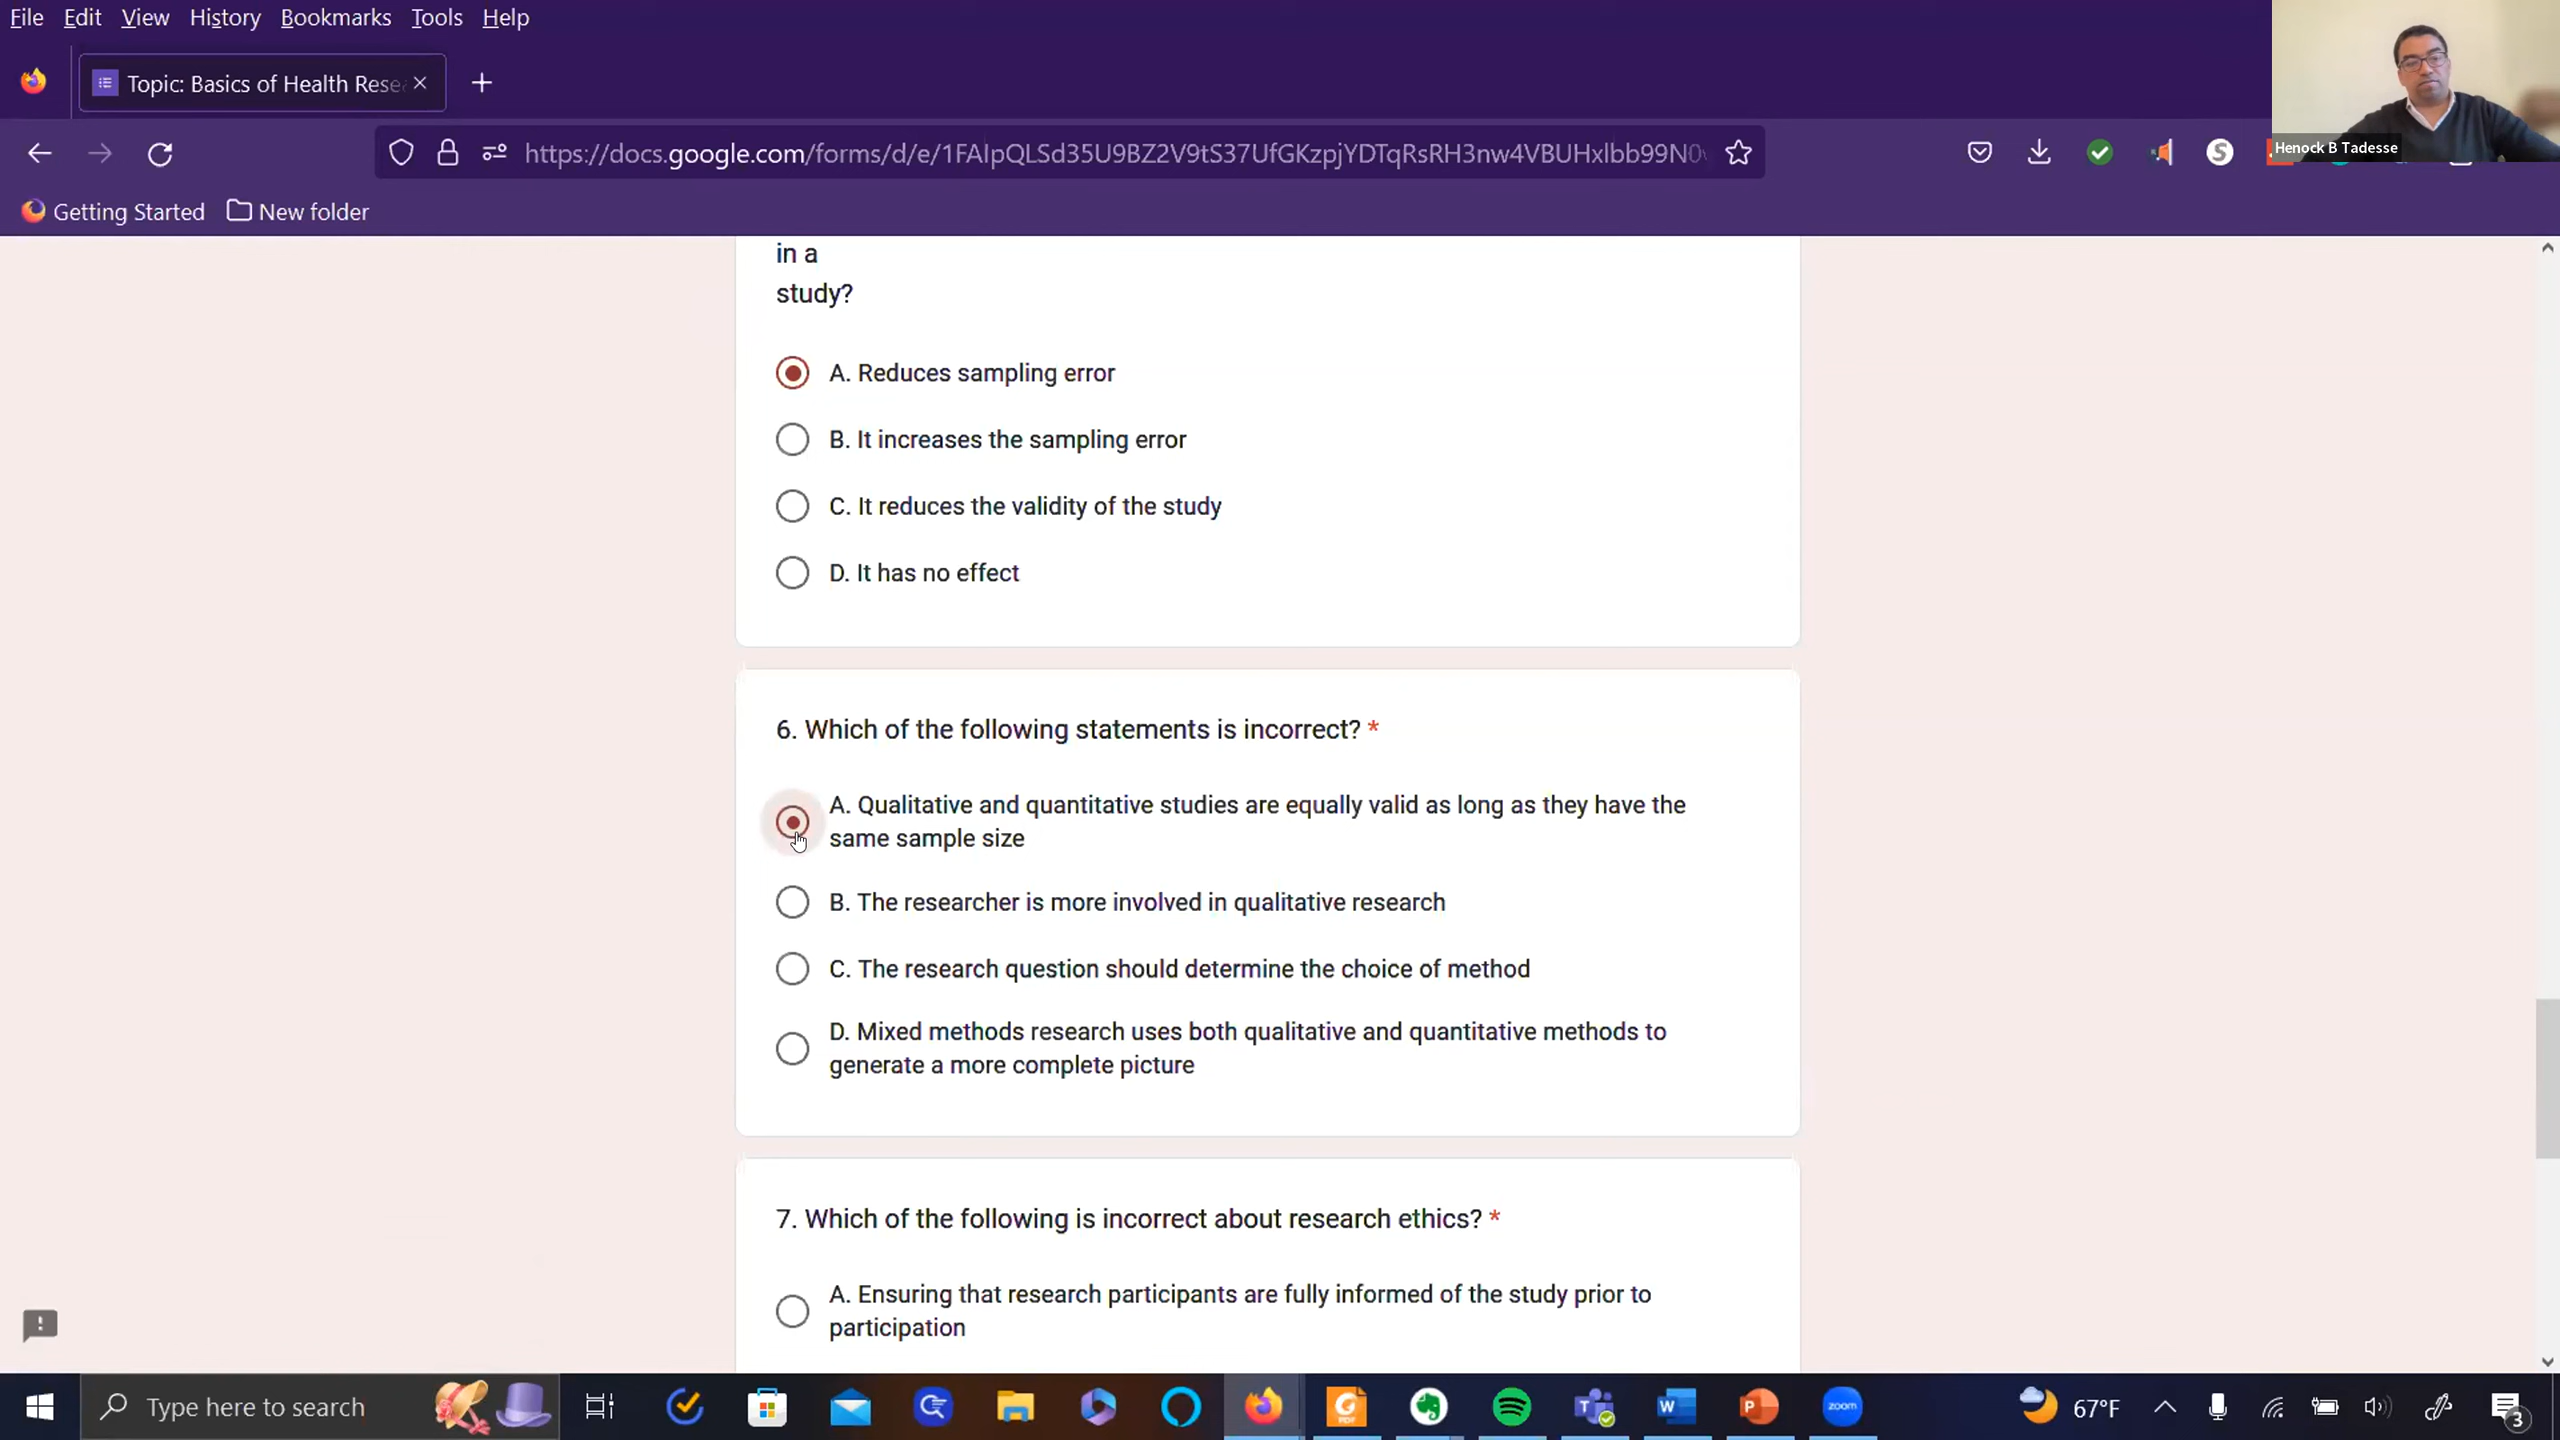 File Edit View History Bookmarks Tools Help
Topic: Basics of Health Rese
https://docs.google.com/forms/d/e/1FAIpQLSd35U9BZ2V9tS37UfGKzpjYDTqRsRH3nw4VBUHxlbb99N0
Henock B Tadesse
Getting Started New folder
in a
study?
A. Reduces sampling error
B. It increases the sampling error
C. It reduces the validity of the study
D. It has no effect
6. Which of the following statements is incorrect? *
A. Qualitative and quantitative studies are equally valid as long as they have the
same sample size
B. The researcher is more involved in qualitative research
C. The research question should determine the choice of method
D. Mixed methods research uses both qualitative and quantitative methods to
generate a more complete picture
7. Which of the following is incorrect about research ethics? *
A. Ensuring that research participants are fully informed of the study prior to
participation
Type here to search
zoom
67°F
3